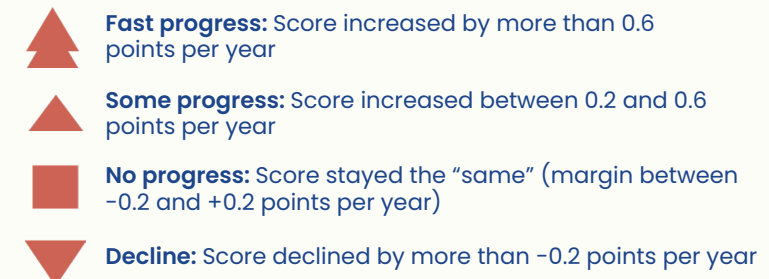 Fast progress: Score increased by more than 0.6
points per year
Some progress: Score increased between 0.2 and 0.6
points per year
No progress: Score stayed the “same” (margin between
-0.2 and +0.2 points per year)
Decline: Score declined by more than -0.2 points per year